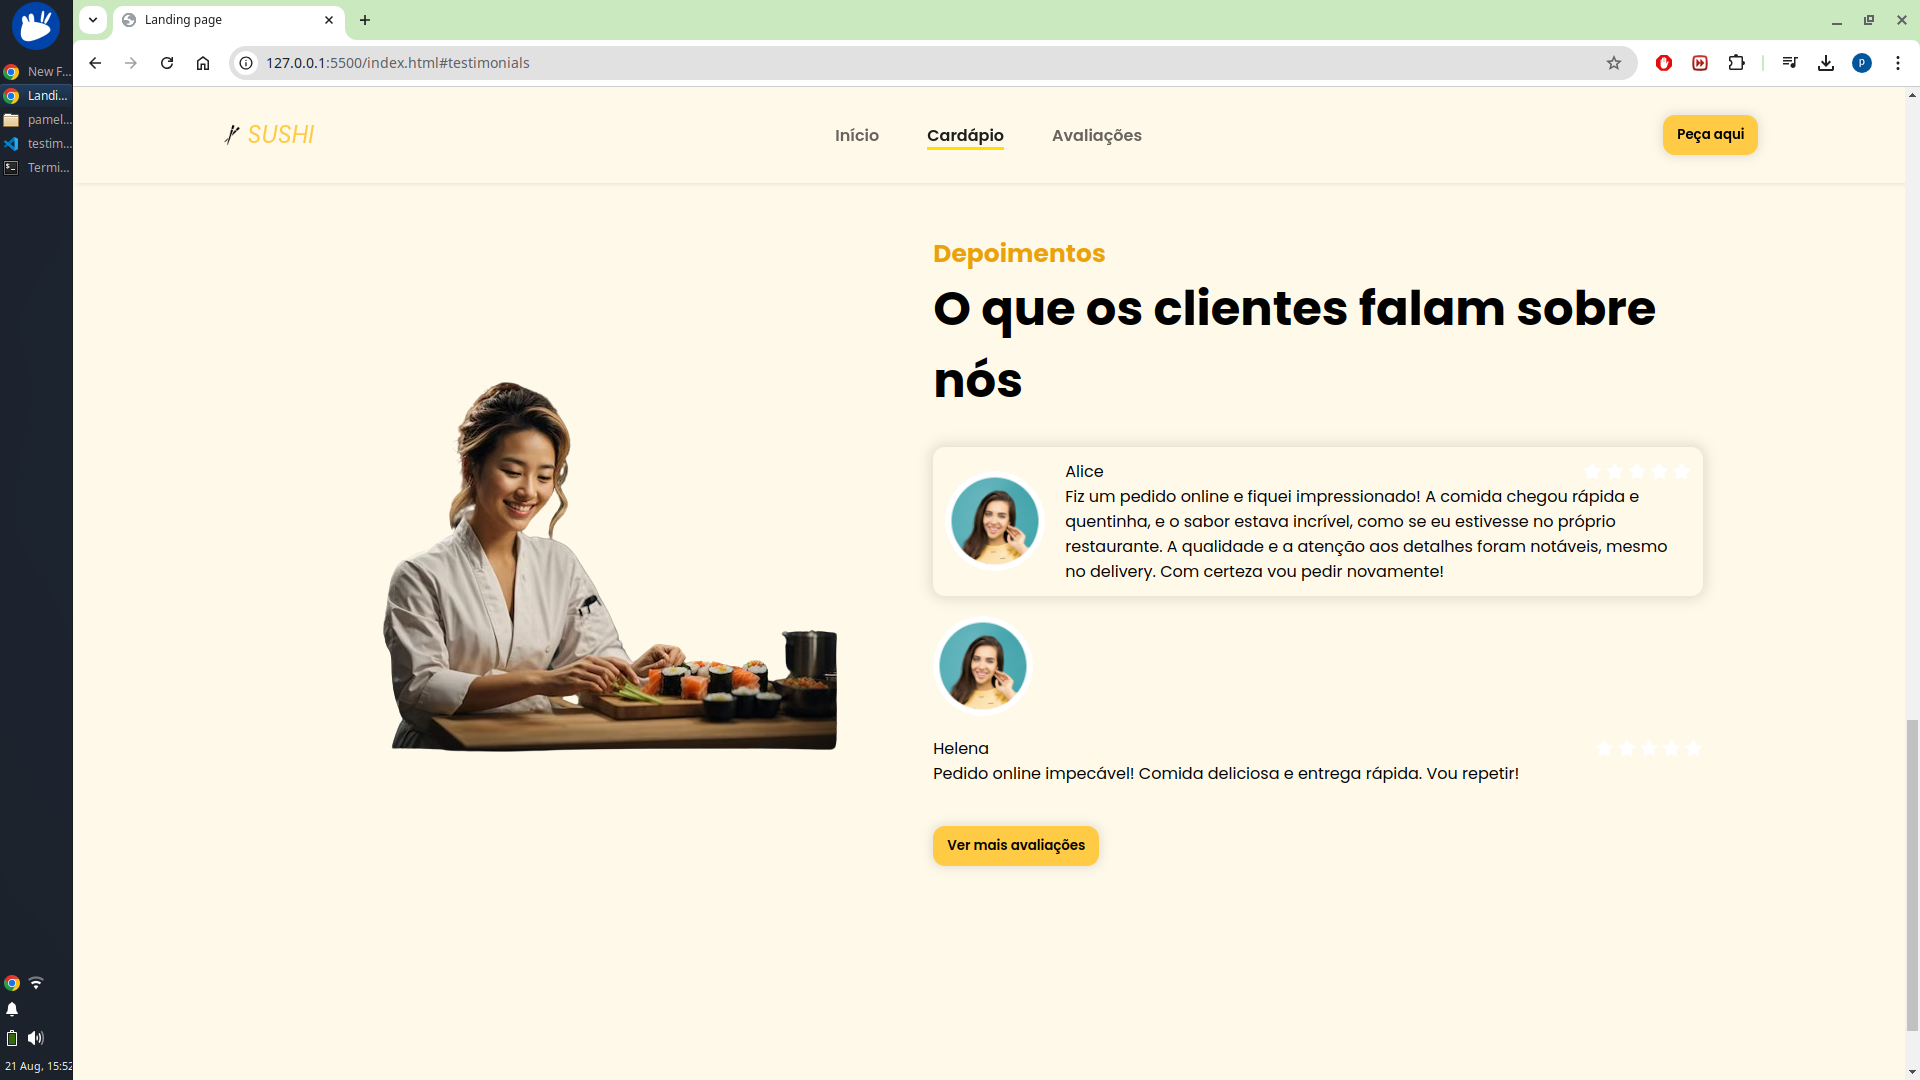 Landing page
127.0.0.1:5500/index.html#testimonials
New F...
Landi...
pamel...
testim...
Termi...
21 Aug, 15:52
p
SUSHI
Início
Cardápio
Avaliações
Peça aqui
Depoimentos
O que os clientes falam sobre
nós
Alice
Fiz um pedido online e fiquei impressionado! A comida chegou rápida e
quentinha, e o sabor estava incrível, como se eu estivesse no próprio
restaurante. A qualidade e a atenção aos detalhes foram notáveis, mesmo
no delivery. Com certeza vou pedir novamente!
Helena
Pedido online impecável! Comida deliciosa e entrega rápida. Vou repetir!
Ver mais avaliações